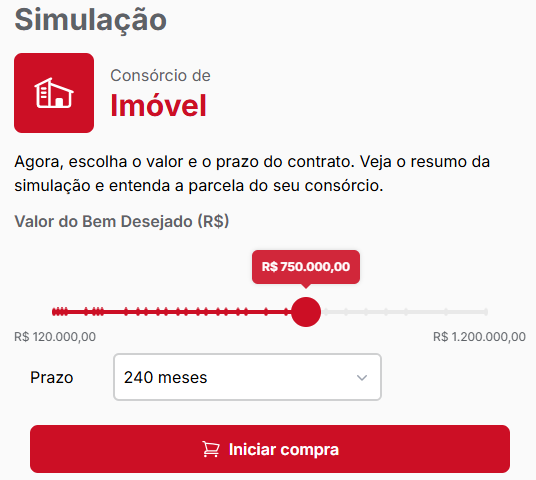 Simulação
Consórcio de
Imóvel
Agora, escolha o valor e o prazo do contrato. Veja o resumo da
simulação e entenda a parcela do seu consórcio.
Valor do Bem Desejado (R$)
R$ 750.000,00
R$ 120.000,00
R$ 1.200.000,00
Prazo
240 meses
Iniciar compra